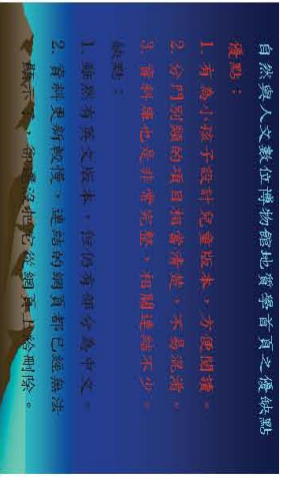 自然與人文數位博物館地質學首頁之優缺點
優點：
1. 有為小孩子設計兒童版本，方便閱讀。
2. 分門別類的項目相當清楚，不易混淆。
3. 資料庫也是非常完整，相關連結不少。
缺點：
1. 雖然有英文版本，但仍有部分為中文。
2. 資料更新較慢，連結的網頁都已經無法
顯示了，卻還沒把它從網頁上給刪除。